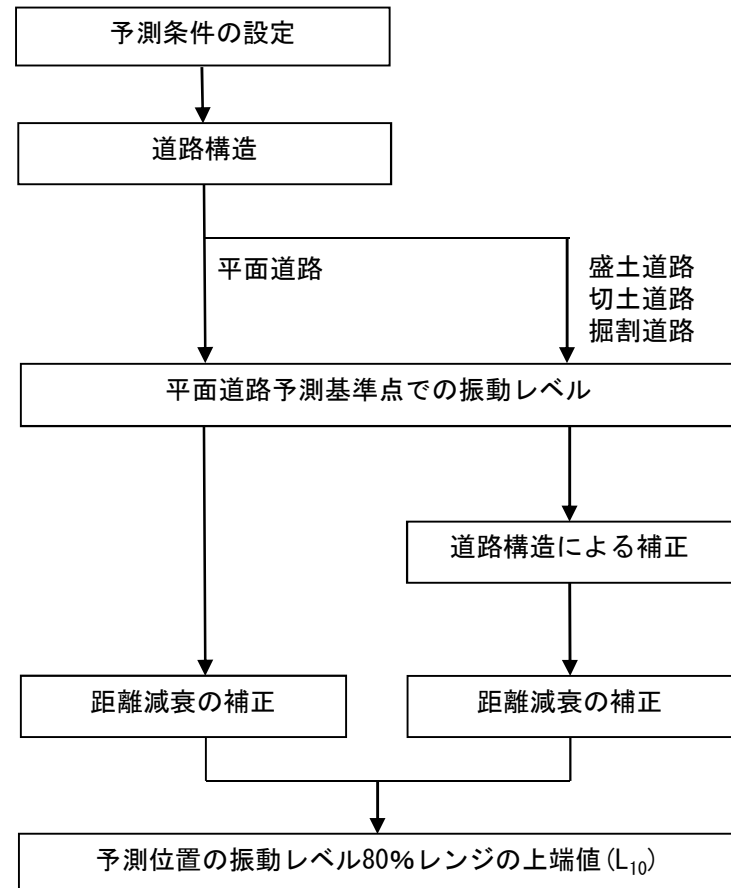 予測条件の設定
道路構造
平面道路
盛土道路
切土道路
掘割道路
平面道路予測基準点での振動レベル
道路構造による補正
距離減衰の補正
距離減衰の補正
予測位置の振動レベル80%レンジの上端値(L₁₀)